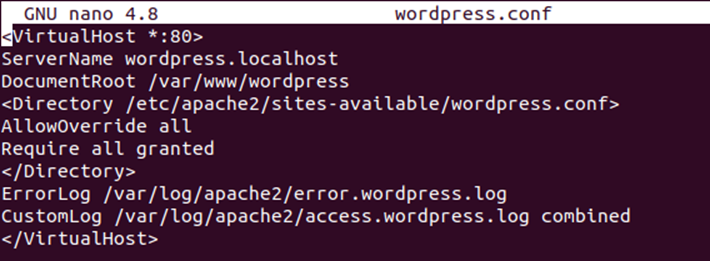 GNU nano 4.8 wordpress.conf
<VirtualHost *:80>
ServerName wordpress.localhost
DocumentRoot /var/www/wordpress
<Directory /etc/apache2/sites-available/wordpress.conf>
AllowOverride all
Require all granted
</Directory>
ErrorLog /var/log/apache2/error.wordpress.log
CustomLog /var/log/apache2/access.wordpress.log combined
</VirtualHost>